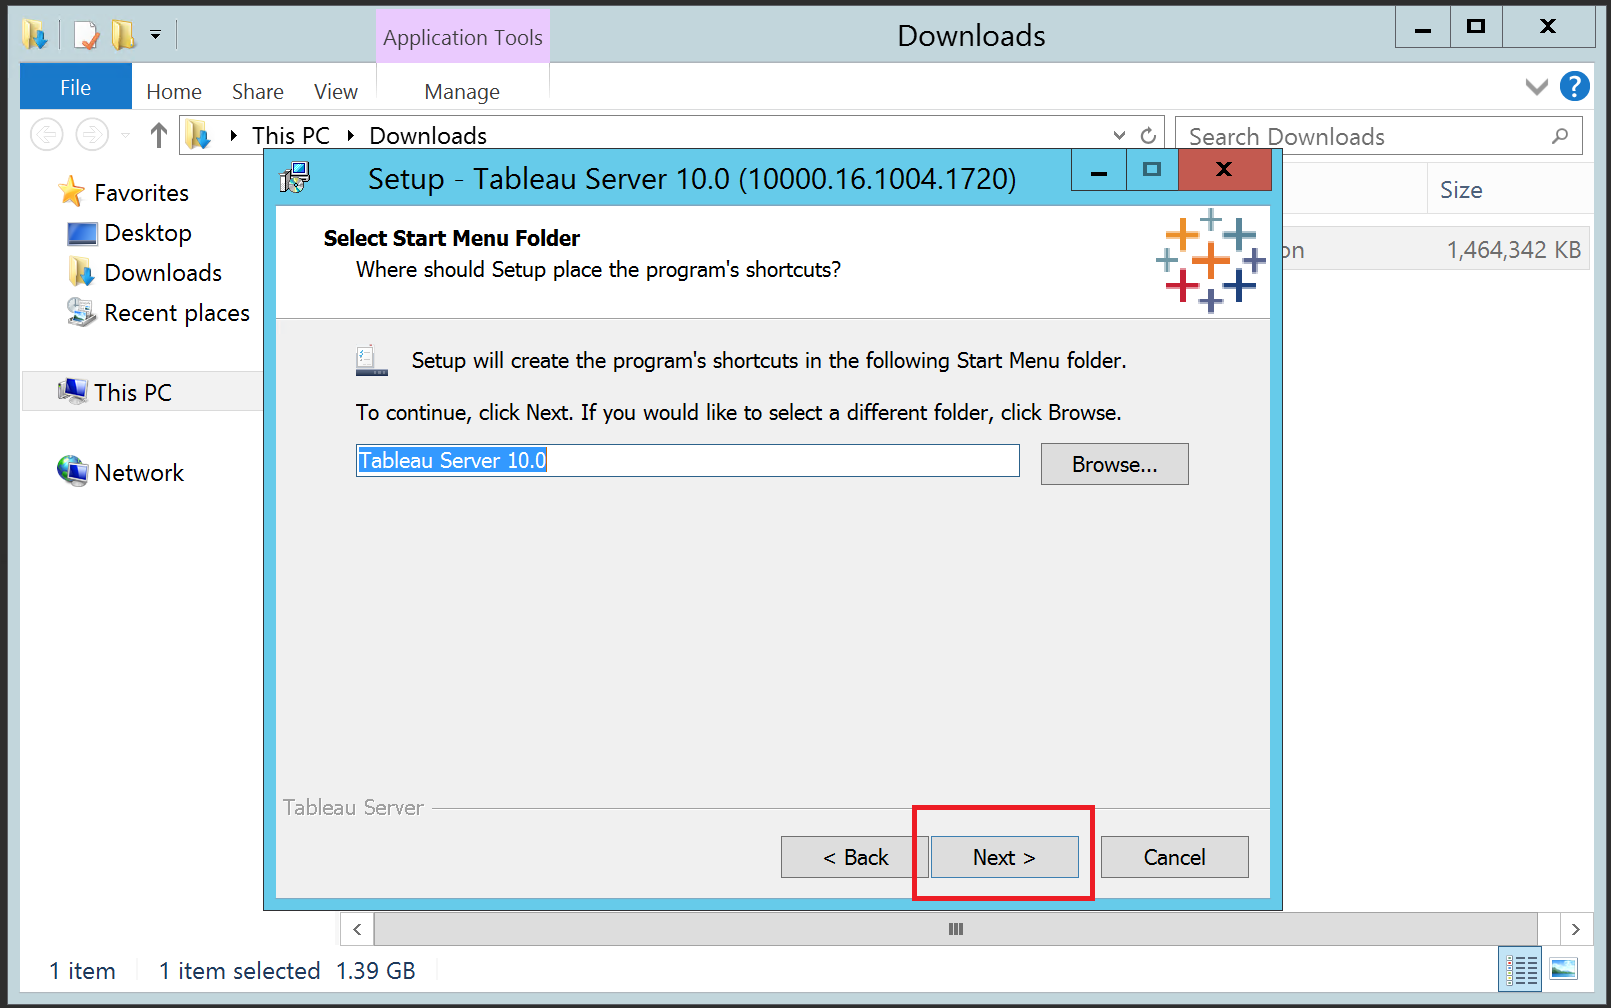 Application Tools
Downloads
File
Home
Share
View
Manage
This PC
Downloads
Search Downloads
Favorites
Desktop
Downloads
Recent places
This PC
Network
Size
on
1,464,342 KB
Setup - Tableau Server 10.0 (10000.16.1004.1720)
Select Start Menu Folder
Where should Setup place the program's shortcuts?
Setup will create the program's shortcuts in the following Start Menu folder.
To continue, click Next. If you would like to select a different folder, click Browse.
Tableau Server 10.0
Browse...
Tableau Server
< Back
Next >
Cancel
1 item
1 item selected 1.39 GB